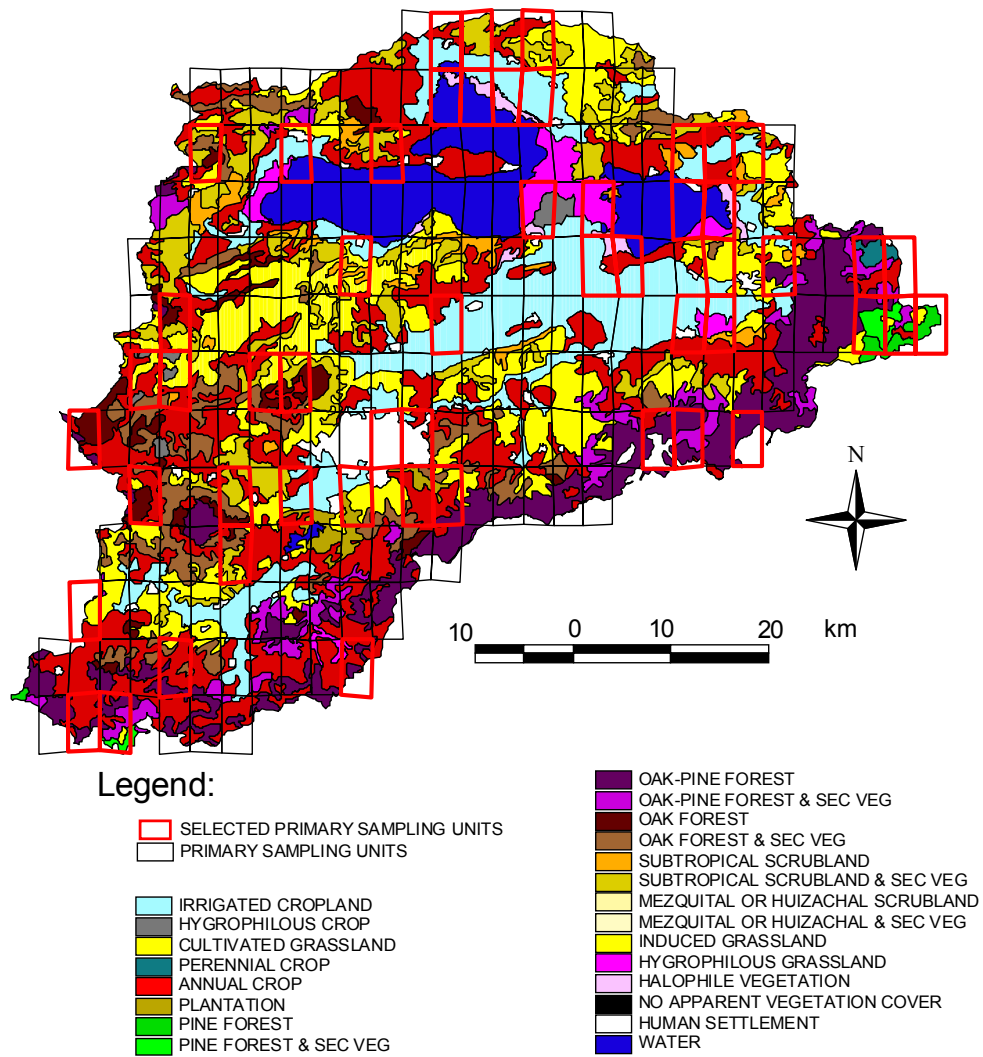 N
10 0 10 20 km
Legend:
SELECTED PRIMARY SAMPLING UNITS
PRIMARY SAMPLING UNITS
IRRIGATED CROPLAND
HYGROPHILOUS CROP
CULTIVATED GRASSLAND
PERENNIAL CROP
ANNUAL CROP
PLANTATION
PINE FOREST
PINE FOREST & SEC VEG
OAK-PINE FOREST
OAK-PINE FOREST & SEC VEG
OAK FOREST
OAK FOREST & SEC VEG
SUBTROPICAL SCRUBLAND
SUBTROPICAL SCRUBLAND & SEC VEG
MEZQUITAL OR HUIZACHAL SCRUBLAND
MEZQUITAL OR HUIZACHAL & SEC VEG
INDUCED GRASSLAND
HYGROPHILOUS GRASSLAND
HALOPHILE VEGETATION
NO APPARENT VEGETATION COVER
HUMAN SETTLEMENT
WATER